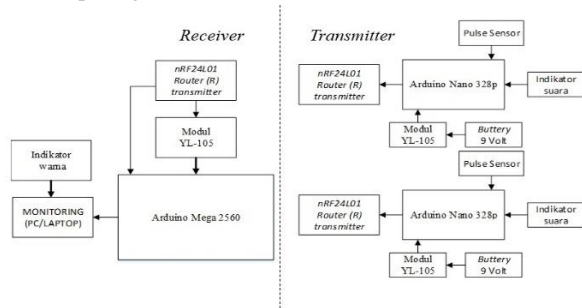 Receiver
nRF24L01
Router (R)
transmitter
Modul
YL-105
Indikator
warna
MONITORING
(PC/LAPTOP)
Arduino Mega 2560
Transmitter
Pulse Sensor
nRF24L01
Router (R)
transmitter
Arduino Nano 328p
Indikator
suara
Modul
YL-105
Buttery
9 Volt
Pulse Sensor
nRF24L01
Router (R)
transmitter
Arduino Nano 328p
Indikator
suara
Modul
YL-105
Buttery
9 Volt